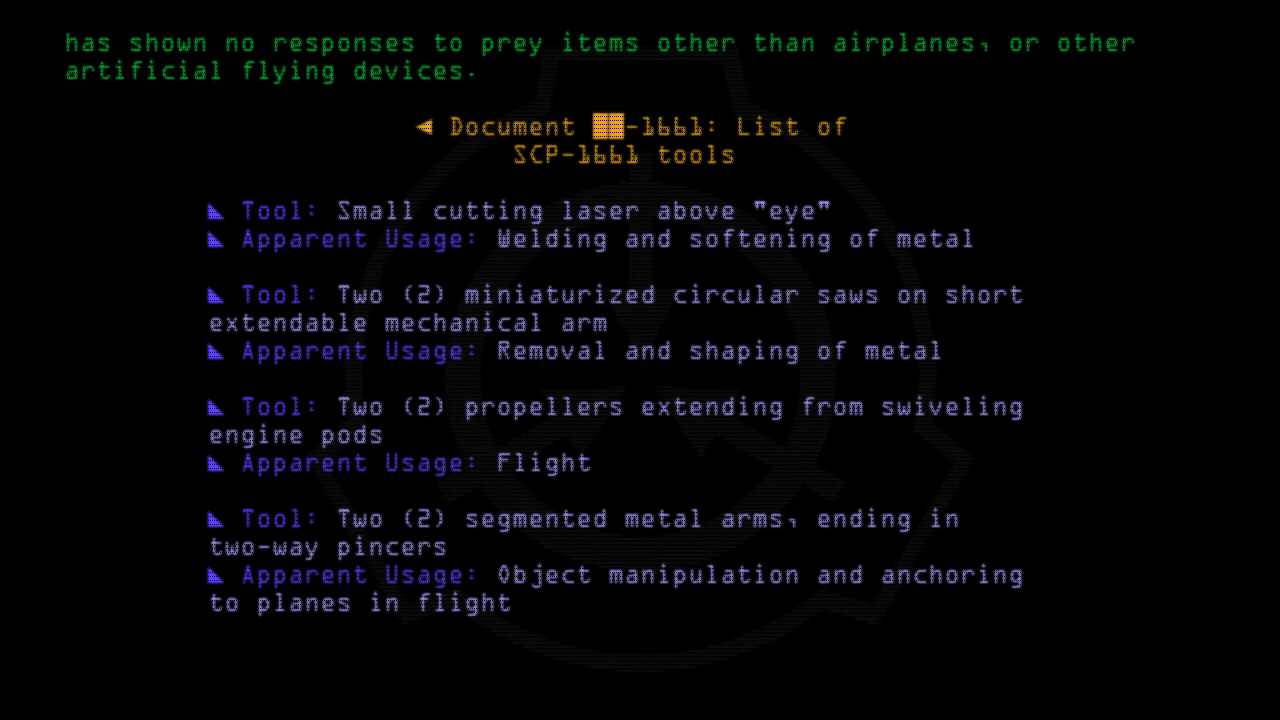 has shown no responses to prey items other than airplanes, or other
artificial flying devices.
◄ Document ██-1661: List of
SCP-1661 tools
◣ Tool: Small cutting laser above "eye"
◣ Apparent Usage: Welding and softening of metal
◣ Tool: Two (2) miniaturized circular saws on short
extendable mechanical arm
◣ Apparent Usage: Removal and shaping of metal
◣ Tool: Two (2) propellers extending from swiveling
engine pods
◣ Apparent Usage: Flight
◣ Tool: Two (2) segmented metal arms, ending in
two-way pincers
◣ Apparent Usage: Object manipulation and anchoring
to planes in flight